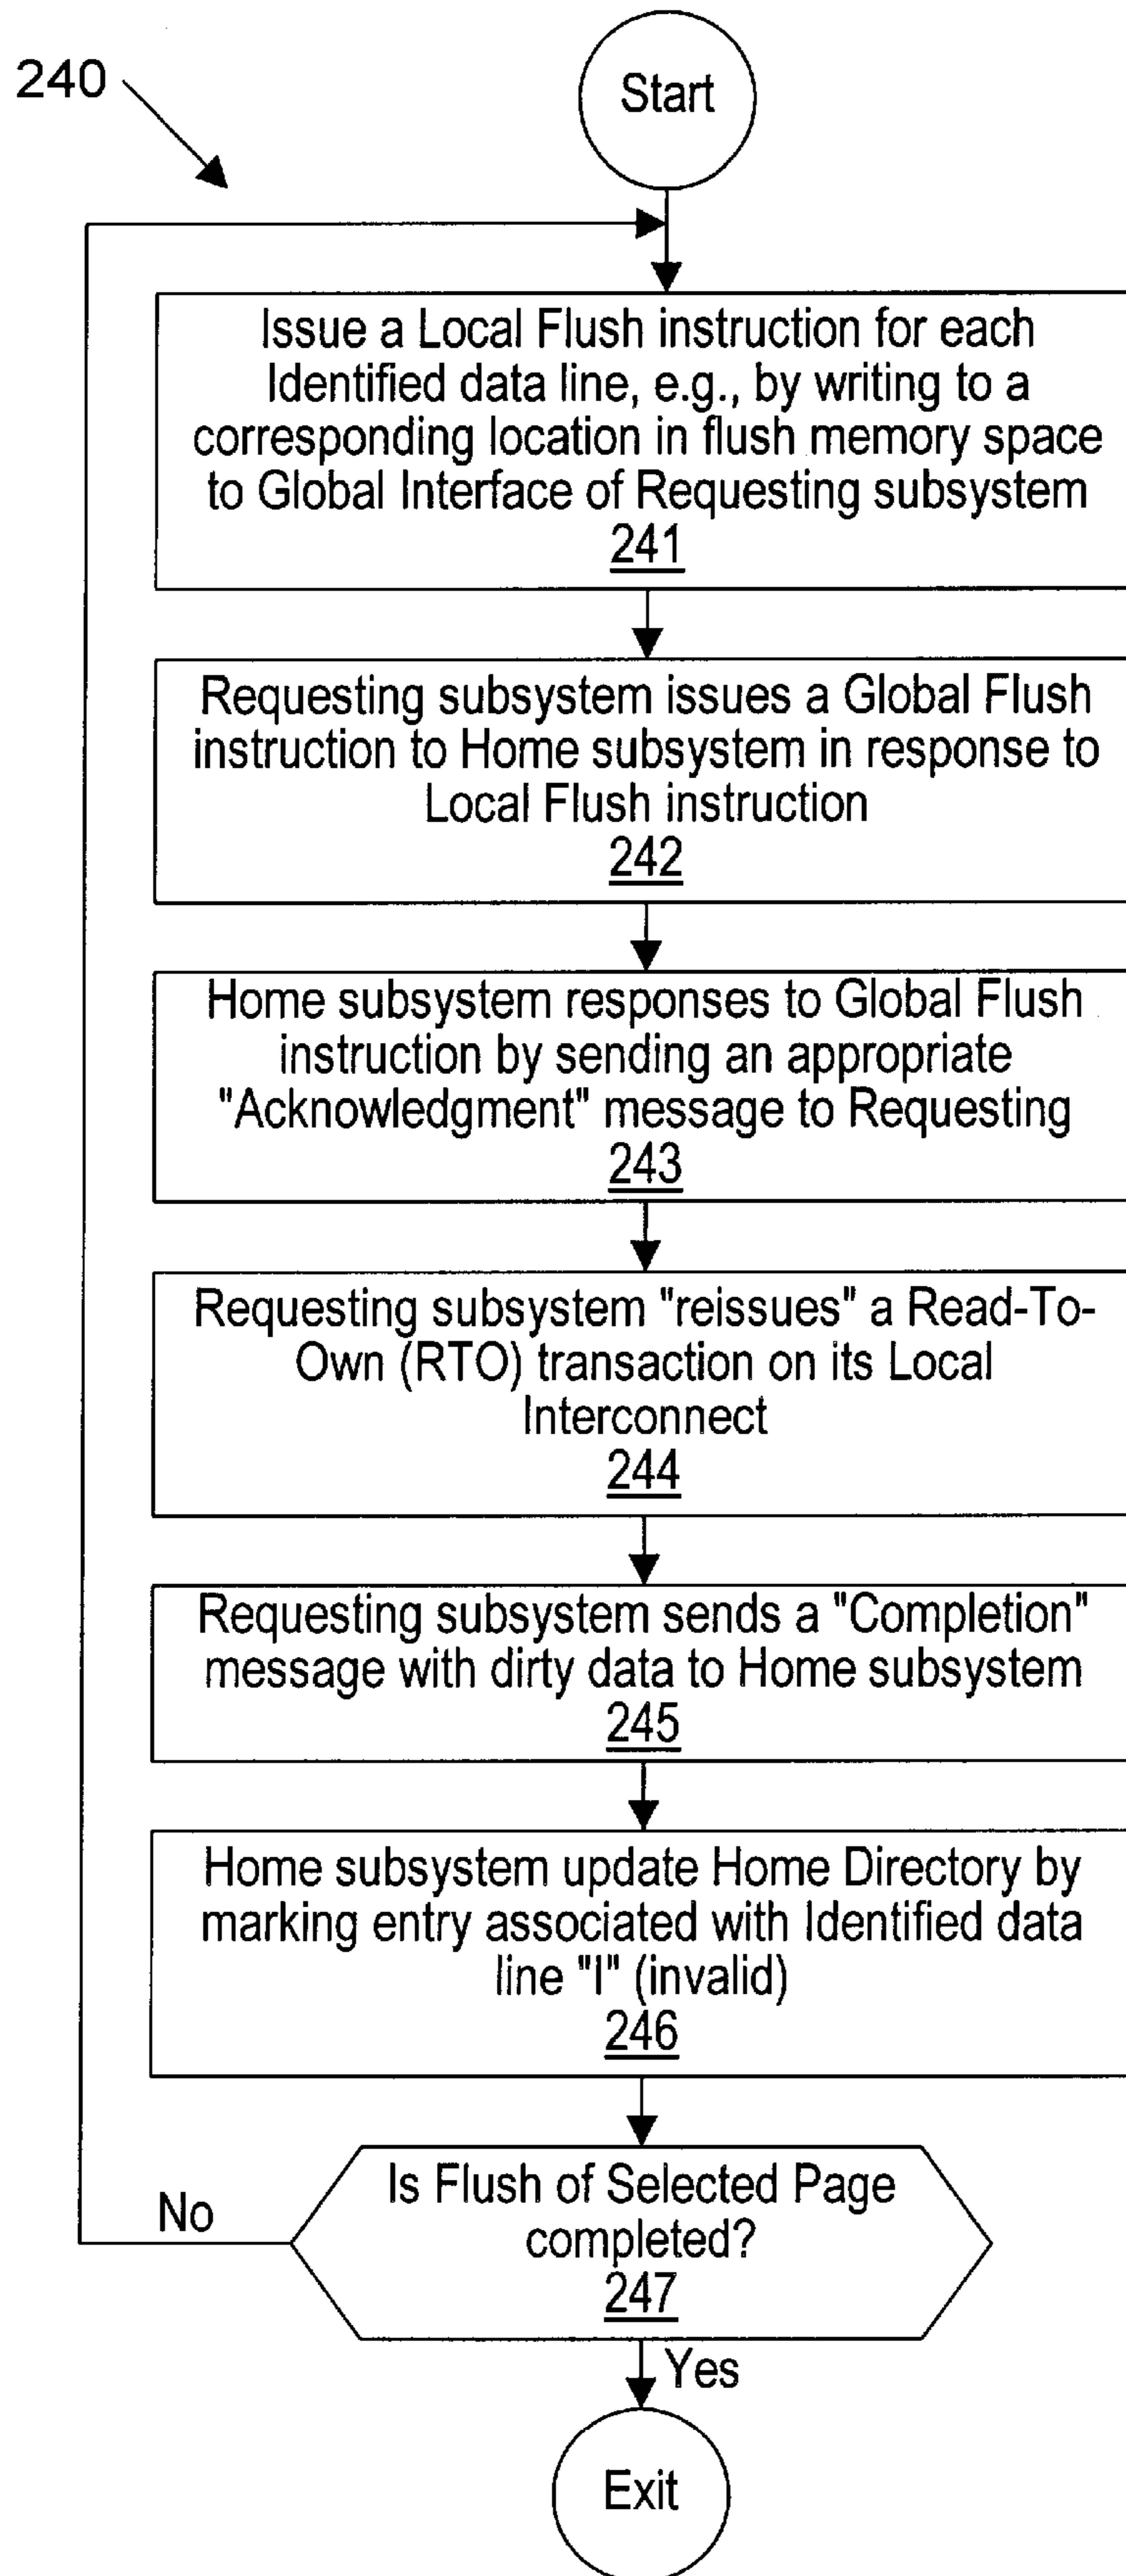 240
Start
Issue a Local Flush instruction for each
Identified data line, e.g., by writing to a
corresponding location in flush memory space
to Global Interface of Requesting subsystem
241
Requesting subsystem issues a Global Flush
instruction to Home subsystem in response to
Local Flush instruction
242
Home subsystem responses to Global Flush
instruction by sending an appropriate
"Acknowledgment" message to Requesting
243
Requesting subsystem "reissues" a Read-To-
Own (RTO) transaction on its Local
Interconnect
244
Requesting subsystem sends a "Completion"
message with dirty data to Home subsystem
245
Home subsystem update Home Directory by
marking entry associated with Identified data
line "I" (invalid)
246
Is Flush of Selected Page
completed?
247
No
Yes
Exit